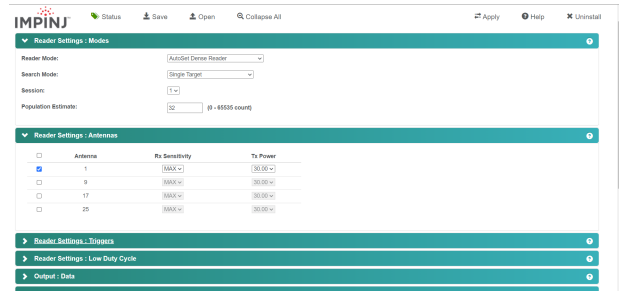 IMPINJ
Status Save Open Collapse All Apply Help Uninstall
Reader Settings : Modes
Reader Mode: AutoSet Dense Reader
Search Mode: Single Target
Session: 1
Population Estimate: 32 (0 - 65535 count)
Reader Settings : Antennas
Antenna Rx Sensitivity Tx Power
1 MAX 30.00
9 MAX 30.00
17 MAX 30.00
25 MAX 30.00
Reader Settings : Triggers
Reader Settings : Low Duty Cycle
Output : Data